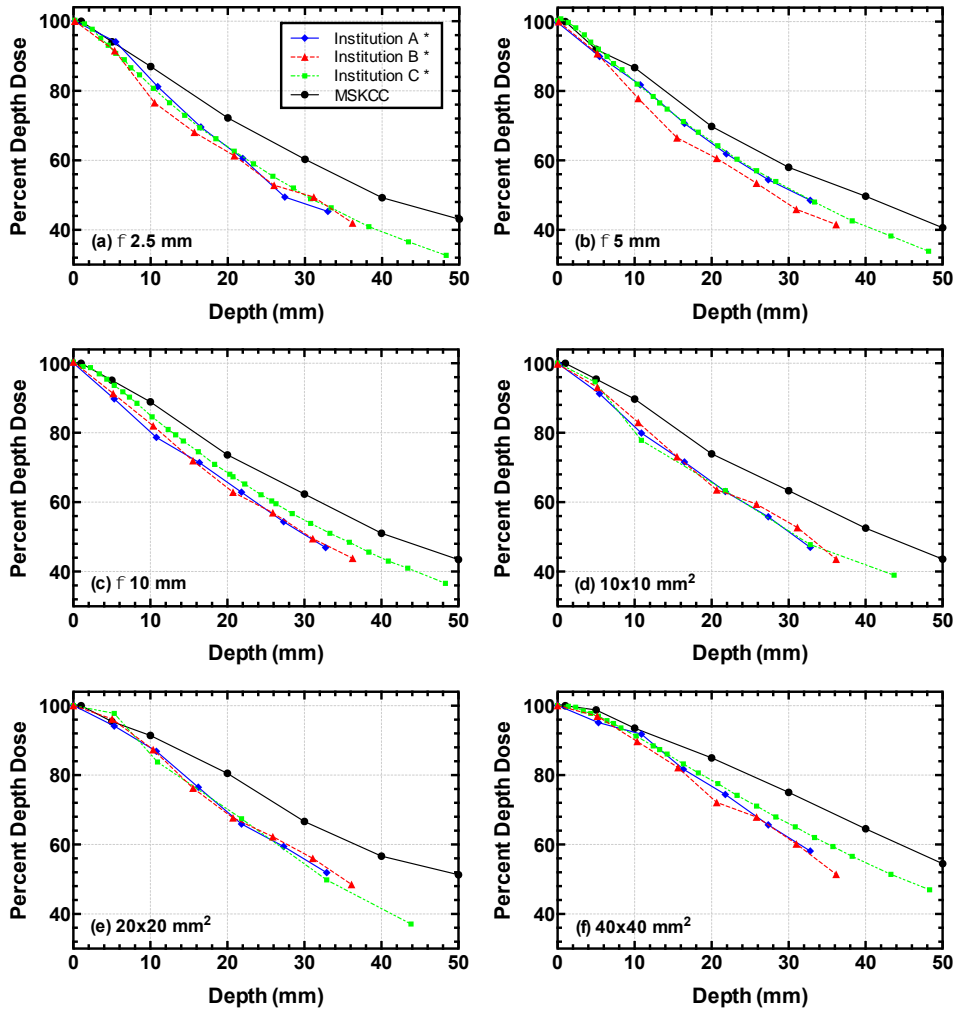 100
80
60
40
Percent Depth Dose
0 10 20 30 40 50
Depth (mm)
(a) f 2.5 mm
Institution A *
Institution B *
Institution C *
MSKCC
100
80
60
40
Percent Depth Dose
0 10 20 30 40 50
Depth (mm)
(b) f 5 mm
100
80
60
40
Percent Depth Dose
0 10 20 30 40 50
Depth (mm)
(c) f 10 mm
100
80
60
40
Percent Depth Dose
0 10 20 30 40 50
Depth (mm)
(d) 10x10 mm²
100
80
60
40
Percent Depth Dose
0 10 20 30 40 50
Depth (mm)
(e) 20x20 mm²
100
80
60
40
Percent Depth Dose
0 10 20 30 40 50
Depth (mm)
(f) 40x40 mm²